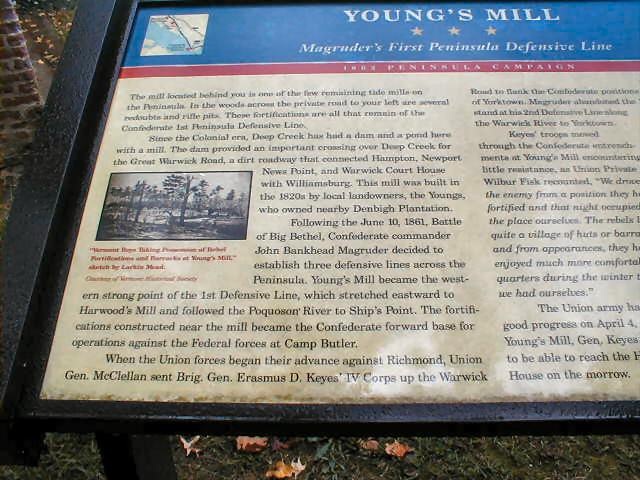 YOUNG'S MILL
Magruder's First Peninsula Defensive Line
1862 PENINSULA CAMPAIGN
The mill located behind you is one of the few remaining tide mills on
the Peninsula. In the woods across the private road to your left are several
redoubts and rifle pits. These fortifications are all that remain of the
Confederate 1st Peninsula Defensive Line.
Since the Colonial era, Deep Creek has had a dam and a pond here
with a mill. The dam provided an important crossing over Deep Creek for
the Great Warwick Road, a dirt roadway that connected Hampton, Newport
News Point, and Warwick Court House
with Williamsburg. This mill was built in
the 1820s by local landowners, the Youngs,
who owned nearby Denbigh Plantation.
Following the June 10, 1861, Battle
of Big Bethel, Confederate commander
John Bankhead Magruder decided to
establish three defensive lines across the
Peninsula. Young's Mill became the west-
ern strong point of the 1st Defensive Line, which stretched eastward to
Harwood's Mill and followed the Poquoson River to Ship's Point. The fortifi-
cations constructed near the mill became the Confederate forward base for
operations against the Federal forces at Camp Butler.
When the Union forces began their advance against Richmond, Union
Gen. McClellan sent Brig. Gen. Erasmus D. Keyes' IV Corps up the Warwick
"Vermont Boys Taking Possession of Rebel
Fortifications and Barracks at Young's Mill,"
sketch by Larkin Mead.
Courtesy of Vermont Historical Society
Road to flank the Confederate positions
of Yorktown. Magruder abandoned the
stand at his 2nd Defensive Line along
the Warwick River to Yorktown.
Keyes' troops moved
through the Confederate entrench-
ments at Young's Mill encountering
little resistance, as Union Private
Wilbur Fisk recounted, "We drove
the enemy from a position they ha
fortified and that night occupied
the place ourselves. The rebels
quite a village of huts or barra
and from appearances, they h
enjoyed much more comfortal
quarters during the winter t
we had ourselves."
The Union army ha
good progress on April 4,
Young's Mill, Gen. Keyes
to be able to reach the H
House on the morrow.